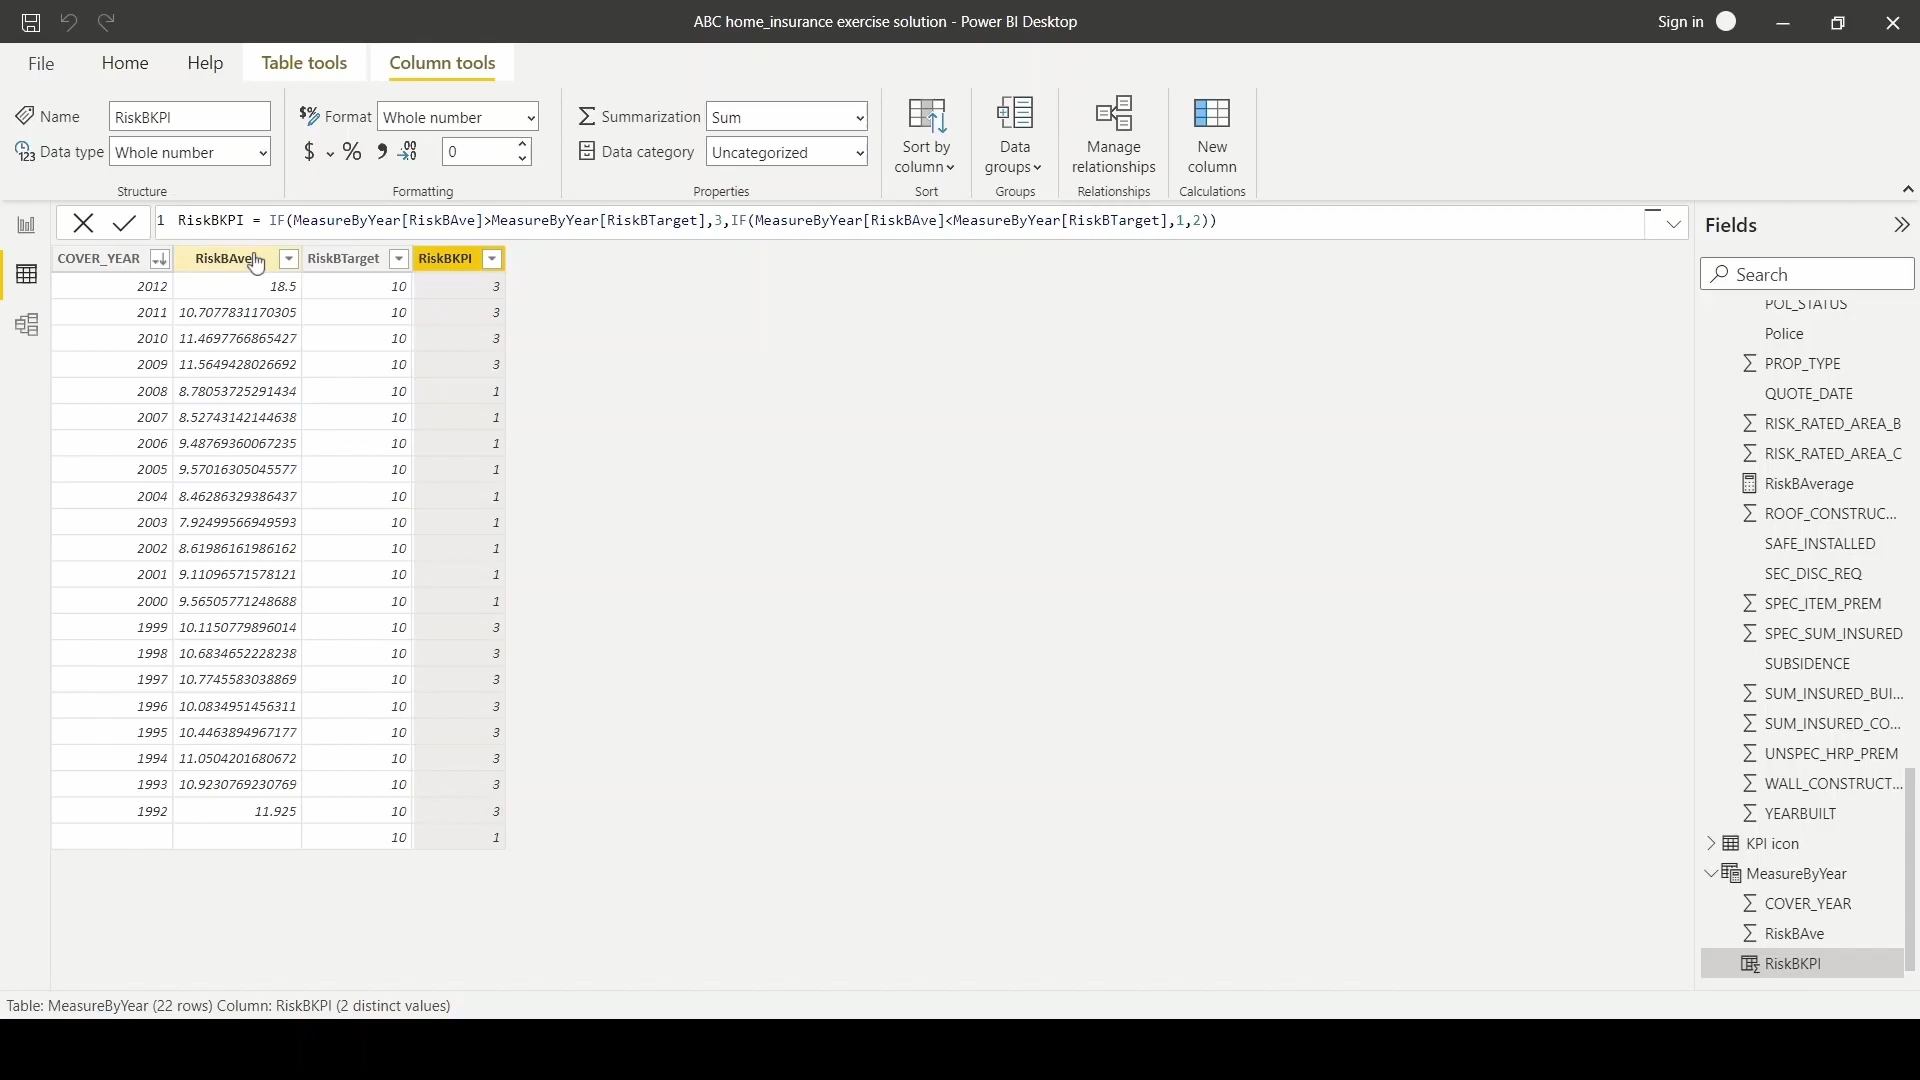 ABC home_insurance exercise solution - Power BI Desktop
Sign in
File Home Help Table tools Column tools
Name RiskBKPI
Format Whole number
Summarization Sum
Data type Whole number
$ % 9 .00 0
Data category Uncategorized
Sort by column
Data groups
Manage relationships
New column
Structure Formatting Properties Sort Groups Relationships Calculations
1 RiskBKPI = IF(MeasureByYear[RiskBAve]>MeasureByYear[RiskBTarget],3,IF(MeasureByYear[RiskBAve]<MeasureByYear[RiskBTarget],1,2))
COVER_YEAR RiskBAve RiskBTarget RiskBKPI
2012 18.5 10 3
2011 10.7077831170305 10 3
2010 11.4697766865427 10 3
2009 11.5649428026692 10 3
2008 8.78053725291434 10 1
2007 8.52743142144638 10 1
2006 9.48769360067235 10 1
2005 9.57016305045577 10 1
2004 8.46286329386437 10 1
2003 7.92499566949593 10 1
2002 8.61986161986162 10 1
2001 9.11096571578121 10 1
2000 9.56505771248688 10 1
1999 10.1150779896014 10 3
1998 10.6834652228238 10 3
1997 10.7745583038869 10 3
1996 10.0834951456311 10 3
1995 10.4463894967177 10 3
1994 11.0504201680672 10 3
1993 10.9230769230769 10 3
1992 11.925 10 3
10 1
Fields
Search
POL_STATUS
Police
PROP_TYPE
QUOTE_DATE
RISK_RATED_AREA_B
RISK_RATED_AREA_C
RiskBAverage
ROOF_CONSTRUC...
SAFE_INSTALLED
SEC_DISC_REQ
SPEC_ITEM_PREM
SPEC_SUM_INSURED
SUBSIDENCE
SUM_INSURED_BUI...
SUM_INSURED_CO...
UNSPEC_HRP_PREM
WALL_CONSTRUCT...
YEARBUILT
KPI icon
MeasureByYear
COVER_YEAR
RiskBAve
RiskBKPI
Table: MeasureByYear (22 rows) Column: RiskBKPI (2 distinct values)